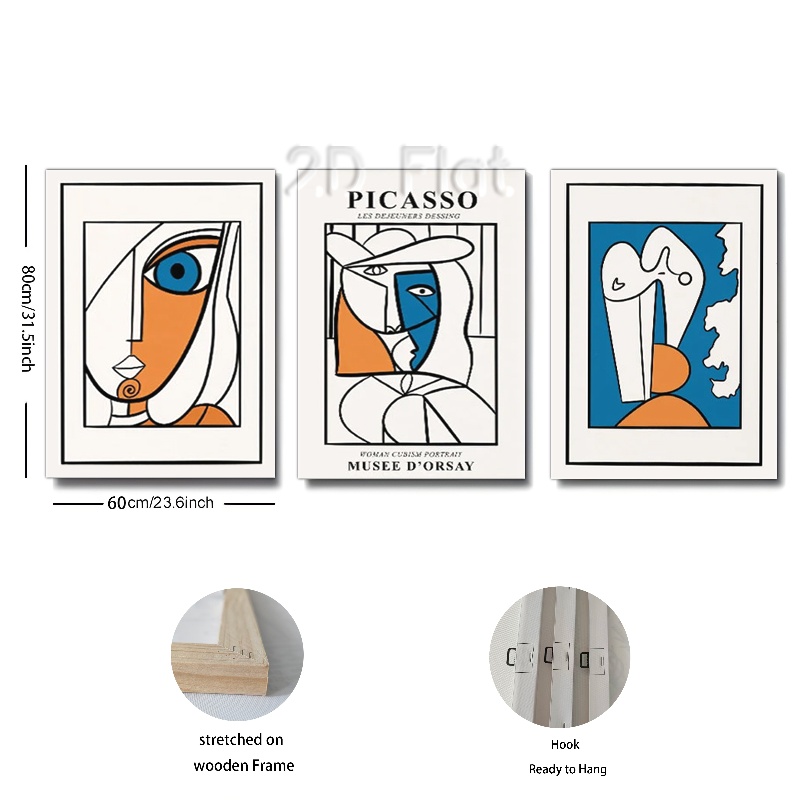 2D Flat
PICASSO
LES DEJEUNERS DESSING
80cm/31.5inch
WOMAN CUBISM PORTRAIT
MUSEE D'ORSAY
60cm/23.6inch
stretched on
wooden Frame
Hook
Ready to Hang